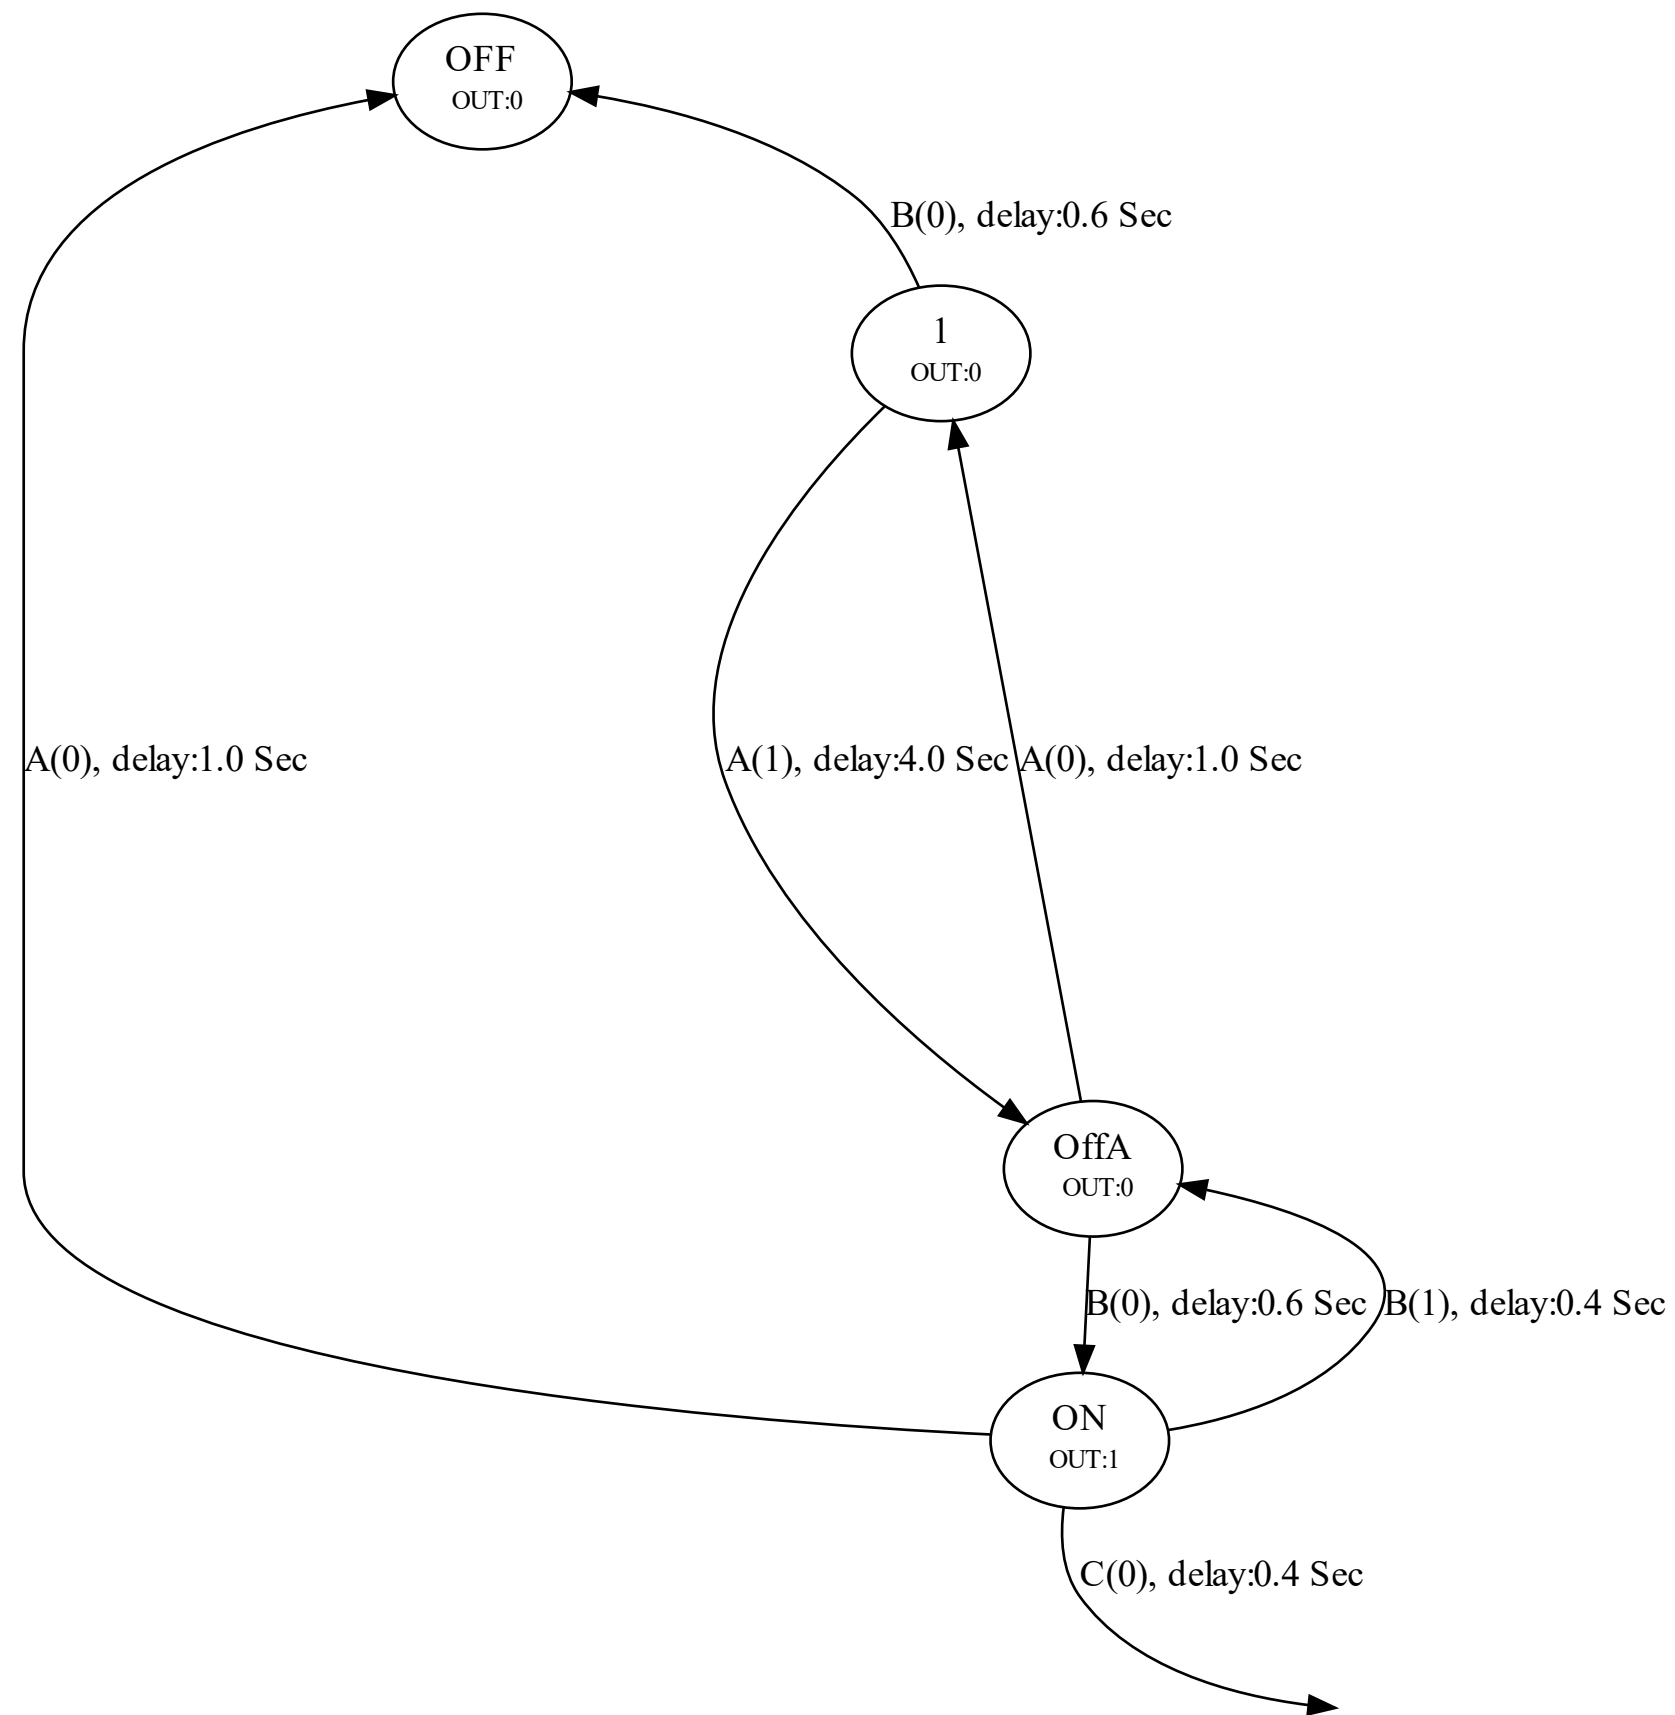 OFF
OUT:0
B(0), delay:0.6 Sec
1
OUT:0
A(0), delay:1.0 Sec
A(1), delay:4.0 Sec
A(0), delay:1.0 Sec
OffA
OUT:0
B(0), delay:0.6 Sec
B(1), delay:0.4 Sec
ON
OUT:1
C(0), delay:0.4 Sec